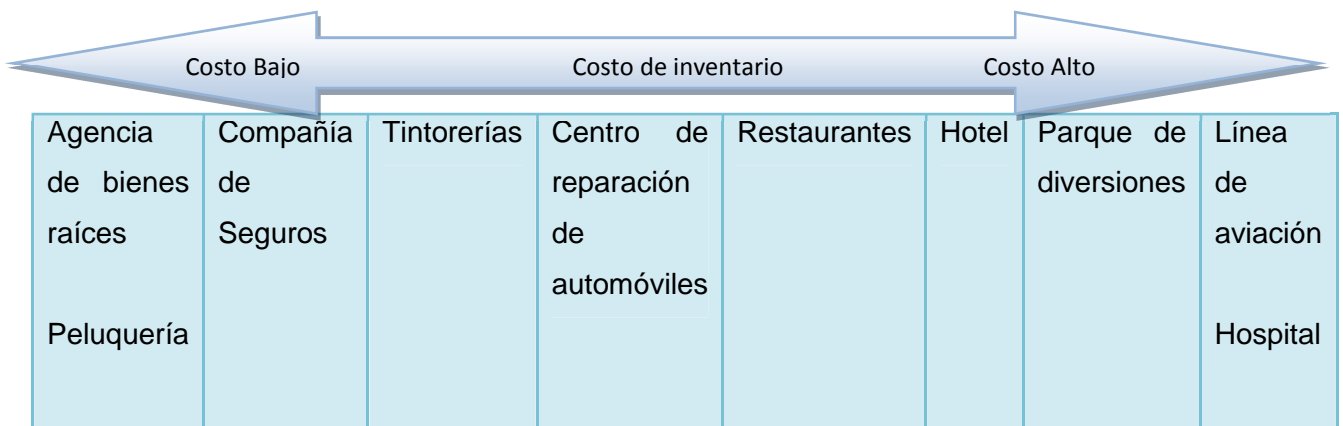 Costo Bajo Costo de inventario Costo Alto
Agencia
de bienes
raíces
Peluquería
Compañía
de
Seguros
Tintorerías
Centro de
reparación
de
automóviles
Restaurantes
Hotel
Parque de
diversiones
Línea
de
aviación
Hospital